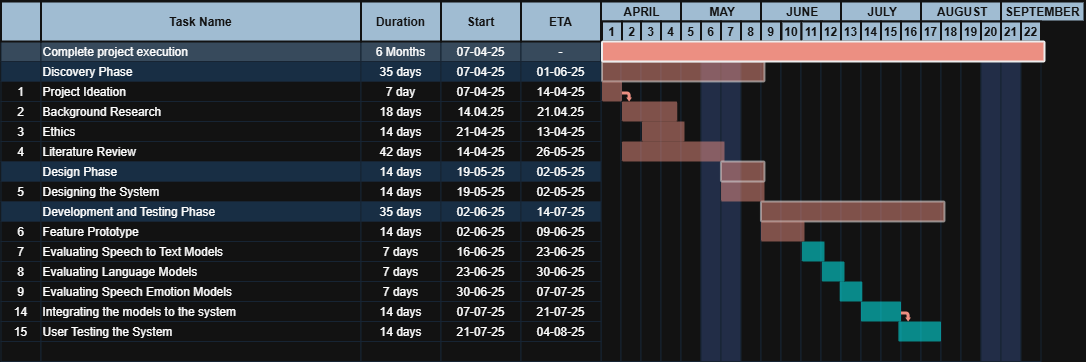 Task Name Duration Start ETA APRIL MAY JUNE JULY AUGUST SEPTEMBER
1 2 3 4 5 6 7 8 9 10 11 12 13 14 15 16 17 18 19 20 21 22
Complete project execution 6 Months 07-04-25 -
Discovery Phase 35 days 07-04-25 01-06-25
1 Project Ideation 7 day 07-04-25 14-04-25
2 Background Research 18 days 14.04.25 21.04.25
3 Ethics 14 days 21-04-25 13-04-25
4 Literature Review 42 days 14-04-25 26-05-25
Design Phase 14 days 19-05-25 02-05-25
5 Designing the System 14 days 19-05-25 02-05-25
Development and Testing Phase 35 days 02-06-25 14-07-25
6 Feature Prototype 14 days 02-06-25 09-06-25
7 Evaluating Speech to Text Models 7 days 16-06-25 23-06-25
8 Evaluating Language Models 7 days 23-06-25 30-06-25
9 Evaluating Speech Emotion Models 7 days 30-06-25 07-07-25
14 Integrating the models to the system 14 days 07-07-25 21-07-25
15 User Testing the System 14 days 21-07-25 04-08-25